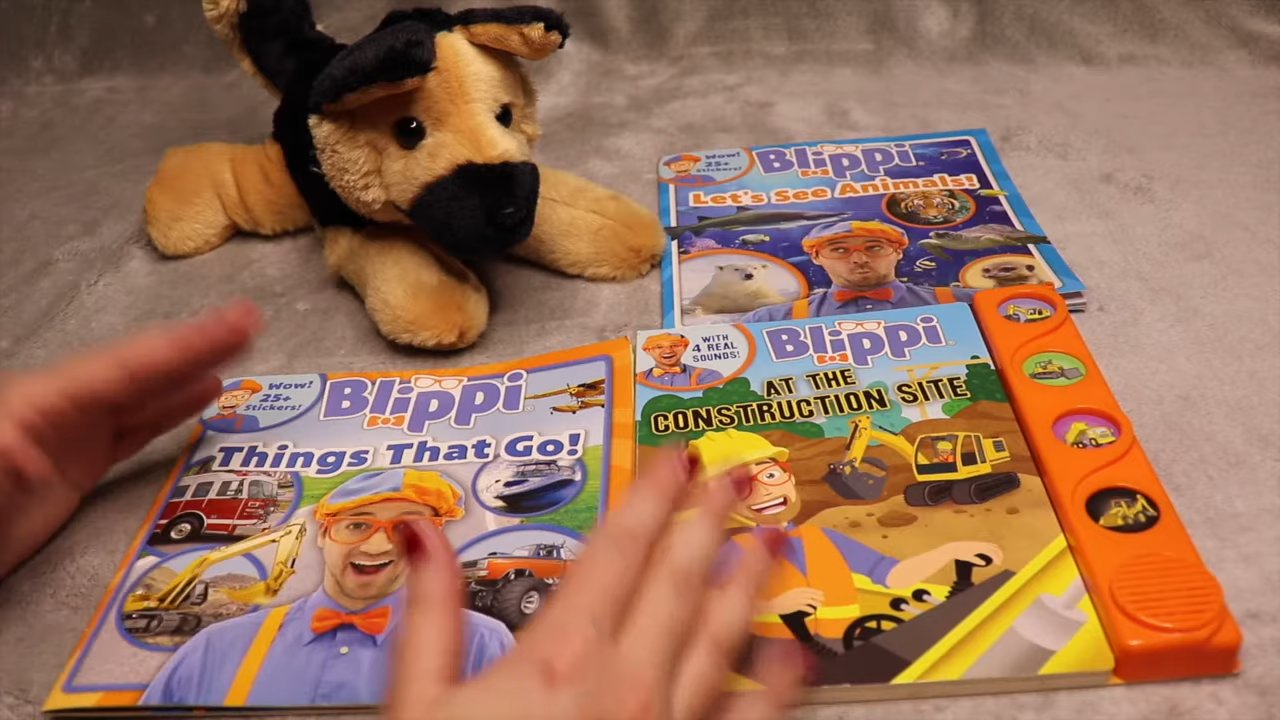 Wow!
25+
Stickers!
Blippi
Let's See Animals!
WITH
4 REAL
SOUNDS!
Blippi
AT THE
CONSTRUCTION SITE
Wow!
25+
Stickers!
Blippi
Things That Go!